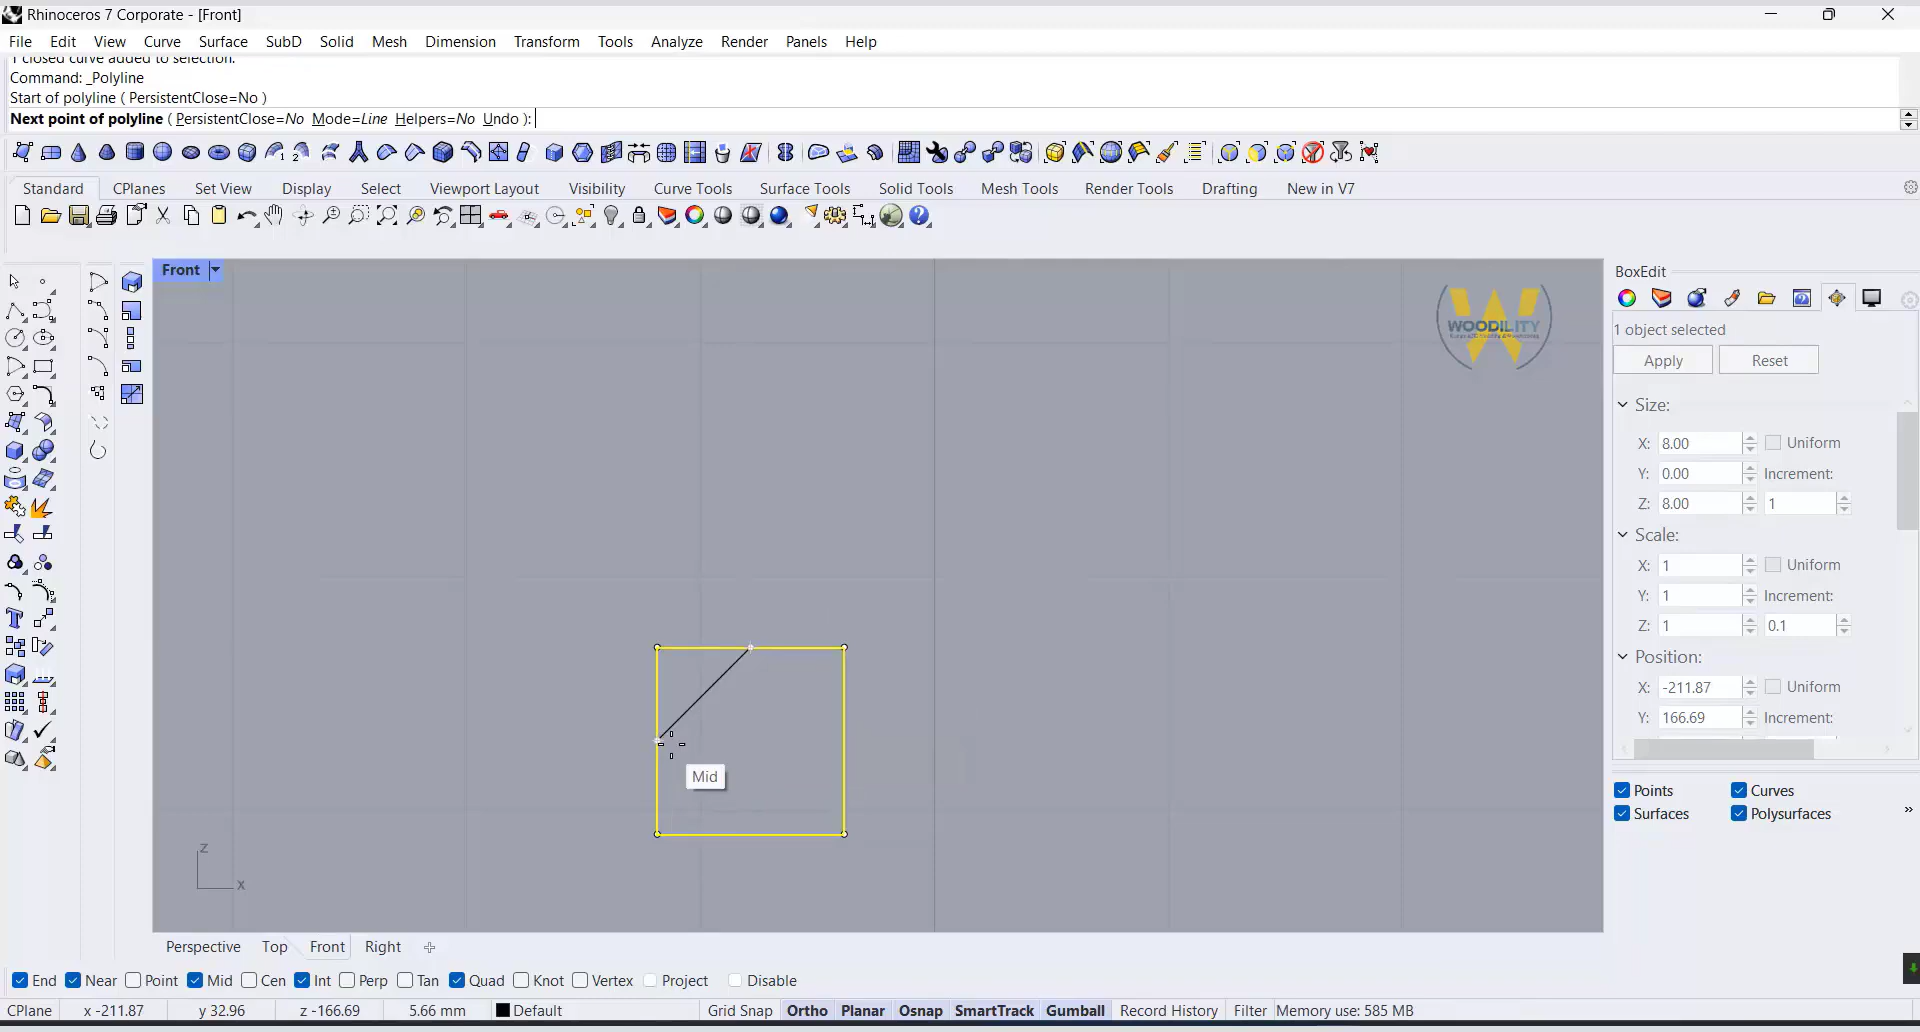 Rhinoceros 7 Corporate - [Front]
File Edit View Curve Surface SubD Solid Mesh Dimension Transform Tools Analyze Render Panels Help
1 closed curve added to selection.
Command: _Polyline
Start of polyline ( PersistentClose=No )
Next point of polyline ( PersistentClose=No Mode=Line Helpers=No Undo ):
Standard CPlanes Set View Display Select Viewport Layout Visibility Curve Tools Surface Tools Solid Tools Mesh Tools Render Tools Drafting New in V7
Front
WOODILITY
BoxEdit
1 object selected
Apply Reset
Size:
X: 8.00 Uniform
Y: 0.00 Increment:
Z: 8.00 1
Scale:
X: 1 Uniform
Y: 1 Increment:
Z: 1 0.1
Position:
X: -211.87 Uniform
Y: 166.69 Increment:
Mid
Points Curves
Surfaces Polysurfaces
z
x
Perspective Top Front Right
End Near Point Mid Cen Int Perp Tan Quad Knot Vertex Project Disable
CPlane x -211.87 y 32.96 z -166.69 5.66 mm Default Grid Snap Ortho Planar Osnap SmartTrack Gumball Record History Filter Memory use: 585 MB